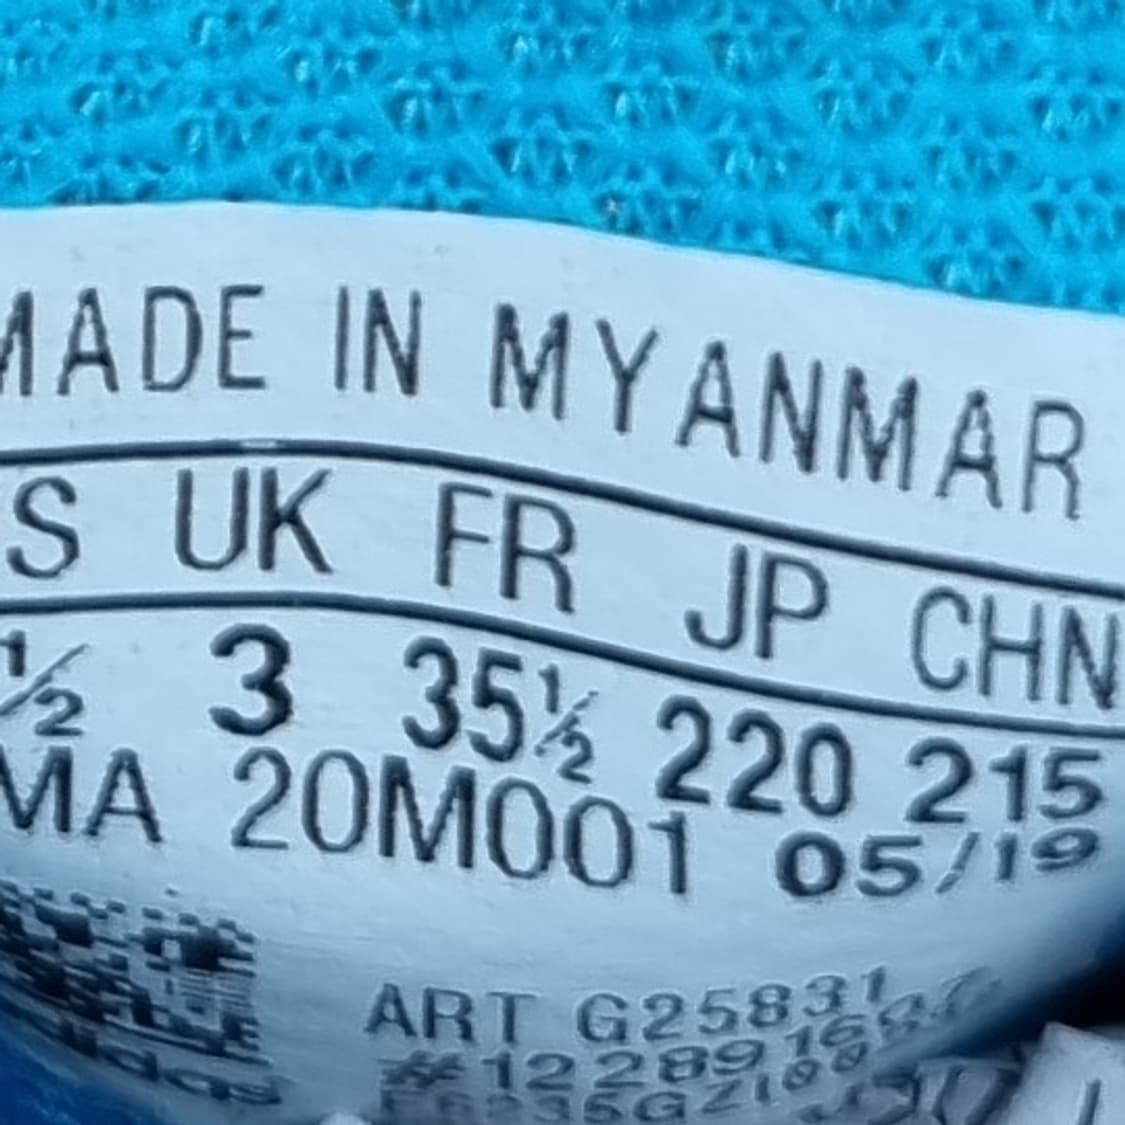 MADE IN MYANMAR
S UK FR JP CHN
½ 3 35½ 220 215
MA 20M001 05/19
ART G25831